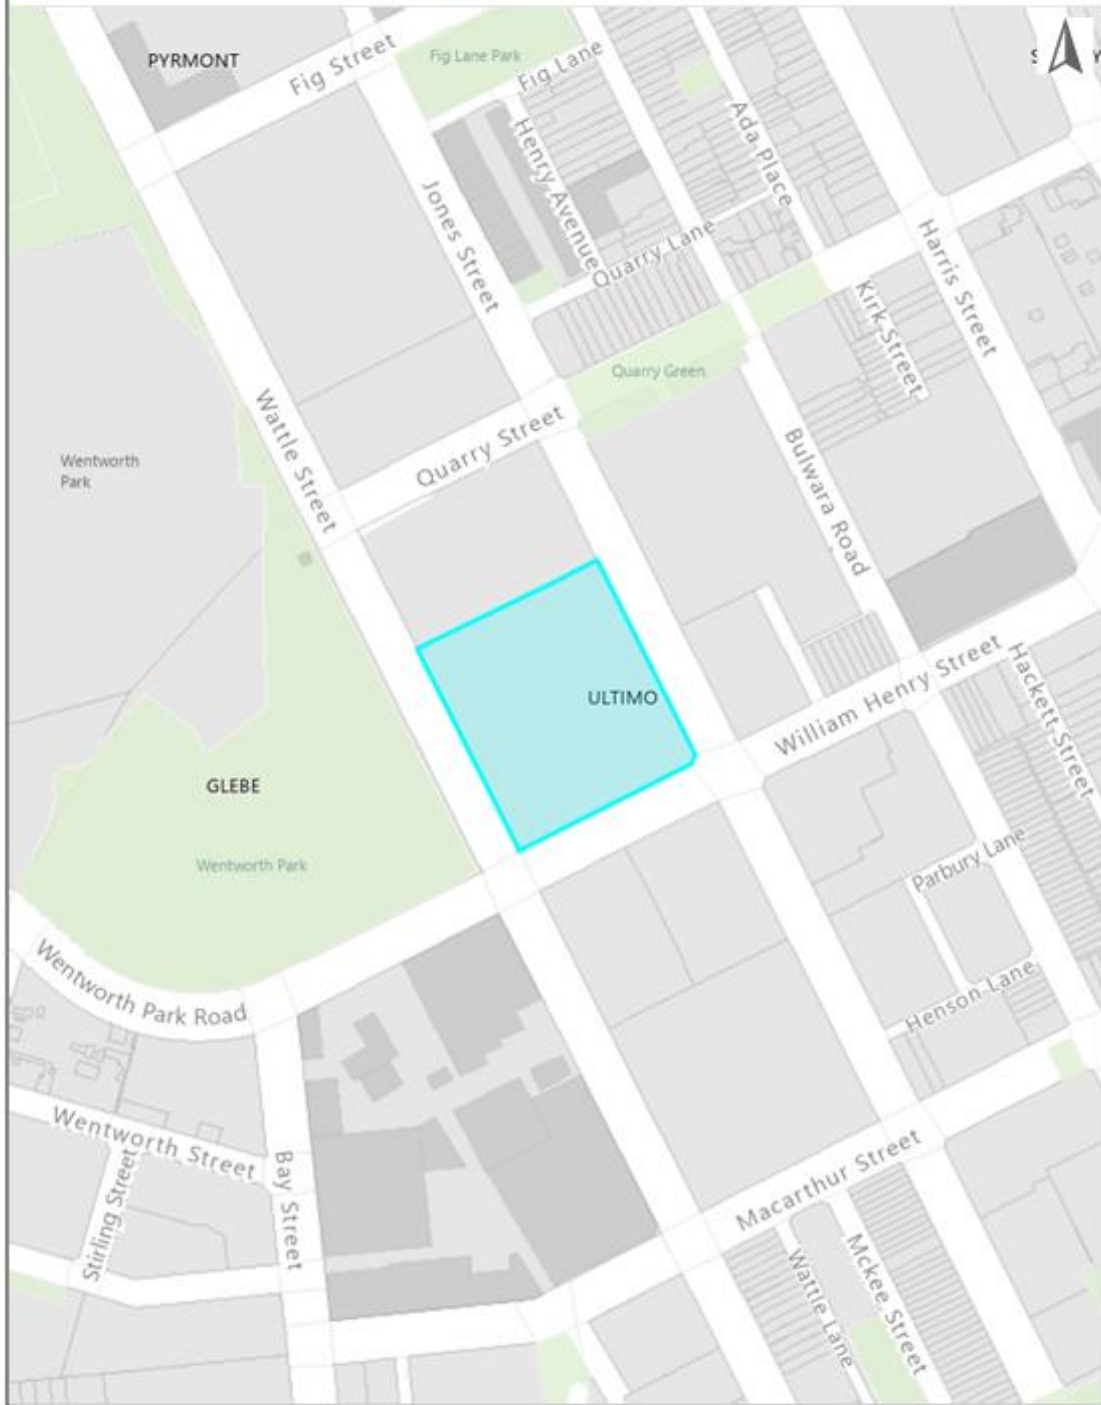 PYRMONT
Fig Street
Fig Lane Park
Fig Lane
Henry Avenue
Ada Place
Jones Street
Quarry Lane
Harris Street
Kirk Street
Quarry Green
Wattle Street
Quarry Street
Wentworth
Park
Bulwara Road
ULTIMO
William Henry Street
Hackett Street
GLEBE
Wentworth Park
Parbury Lane
Wentworth Park Road
Henson Lane
Wentworth Street
Stirling Street
Bay Street
Macarthur Street
Wattle Lane
Mckee Street